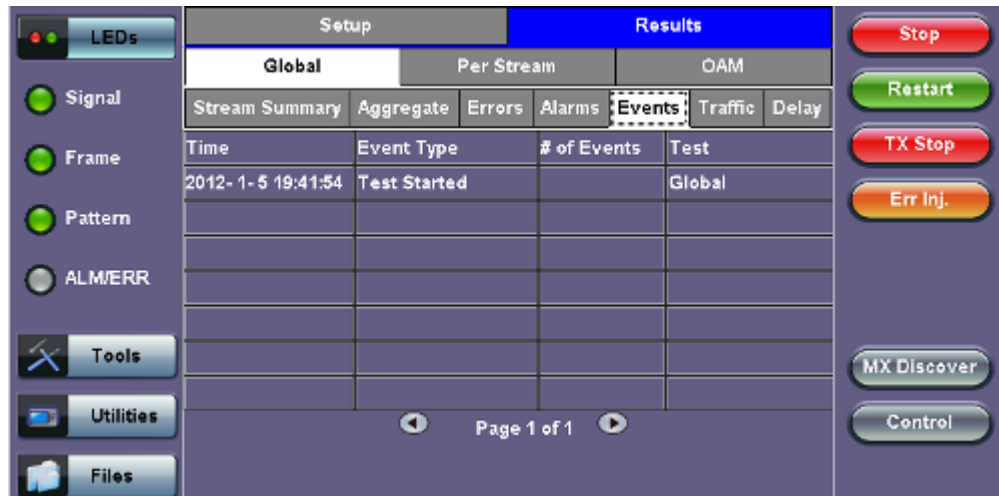 LEDs
Setup
Results
Stop
Global
Per Stream
OAM
Signal
Restart
Stream Summary
Aggregate
Errors
Alarms
Events
Traffic
Delay
Time
Event Type
# of Events
Test
TX Stop
Frame
2012- 1- 5 19:41:54
Test Started
Global
Err Inj.
Pattern
ALM/ERR
Tools
MX Discover
Utilities
Page 1 of 1
Control
Files